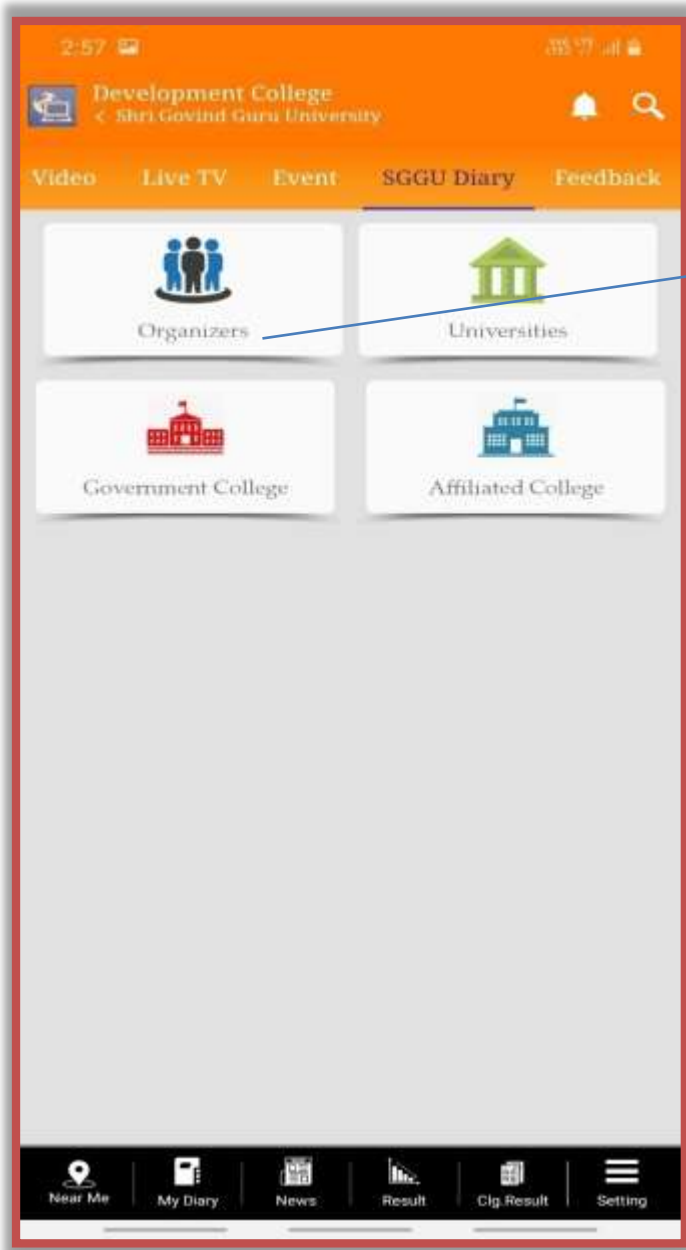 2:57
Development College
< Shri Govind Guru University
Video Live TV Event SGGU Diary Feedback
Organizers Universities
Government College Affiliated College
Near Me My Diary News Result Clg.Result Setting